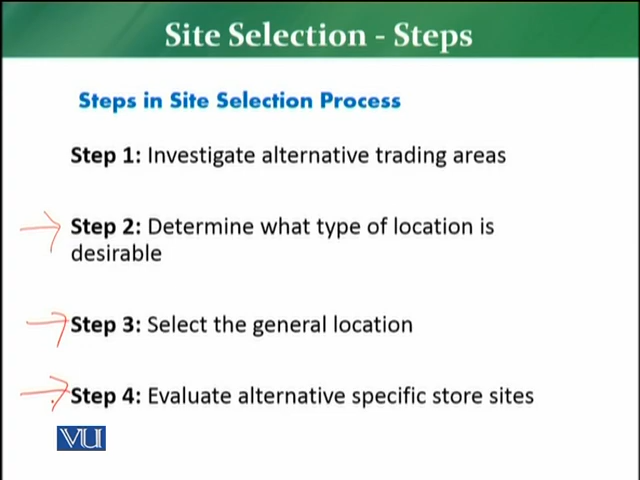 Site Selection - Steps
Steps in Site Selection Process
Step 1: Investigate alternative trading areas
Step 2: Determine what type of location is
desirable
Step 3: Select the general location
Step 4: Evaluate alternative specific store sites
VU